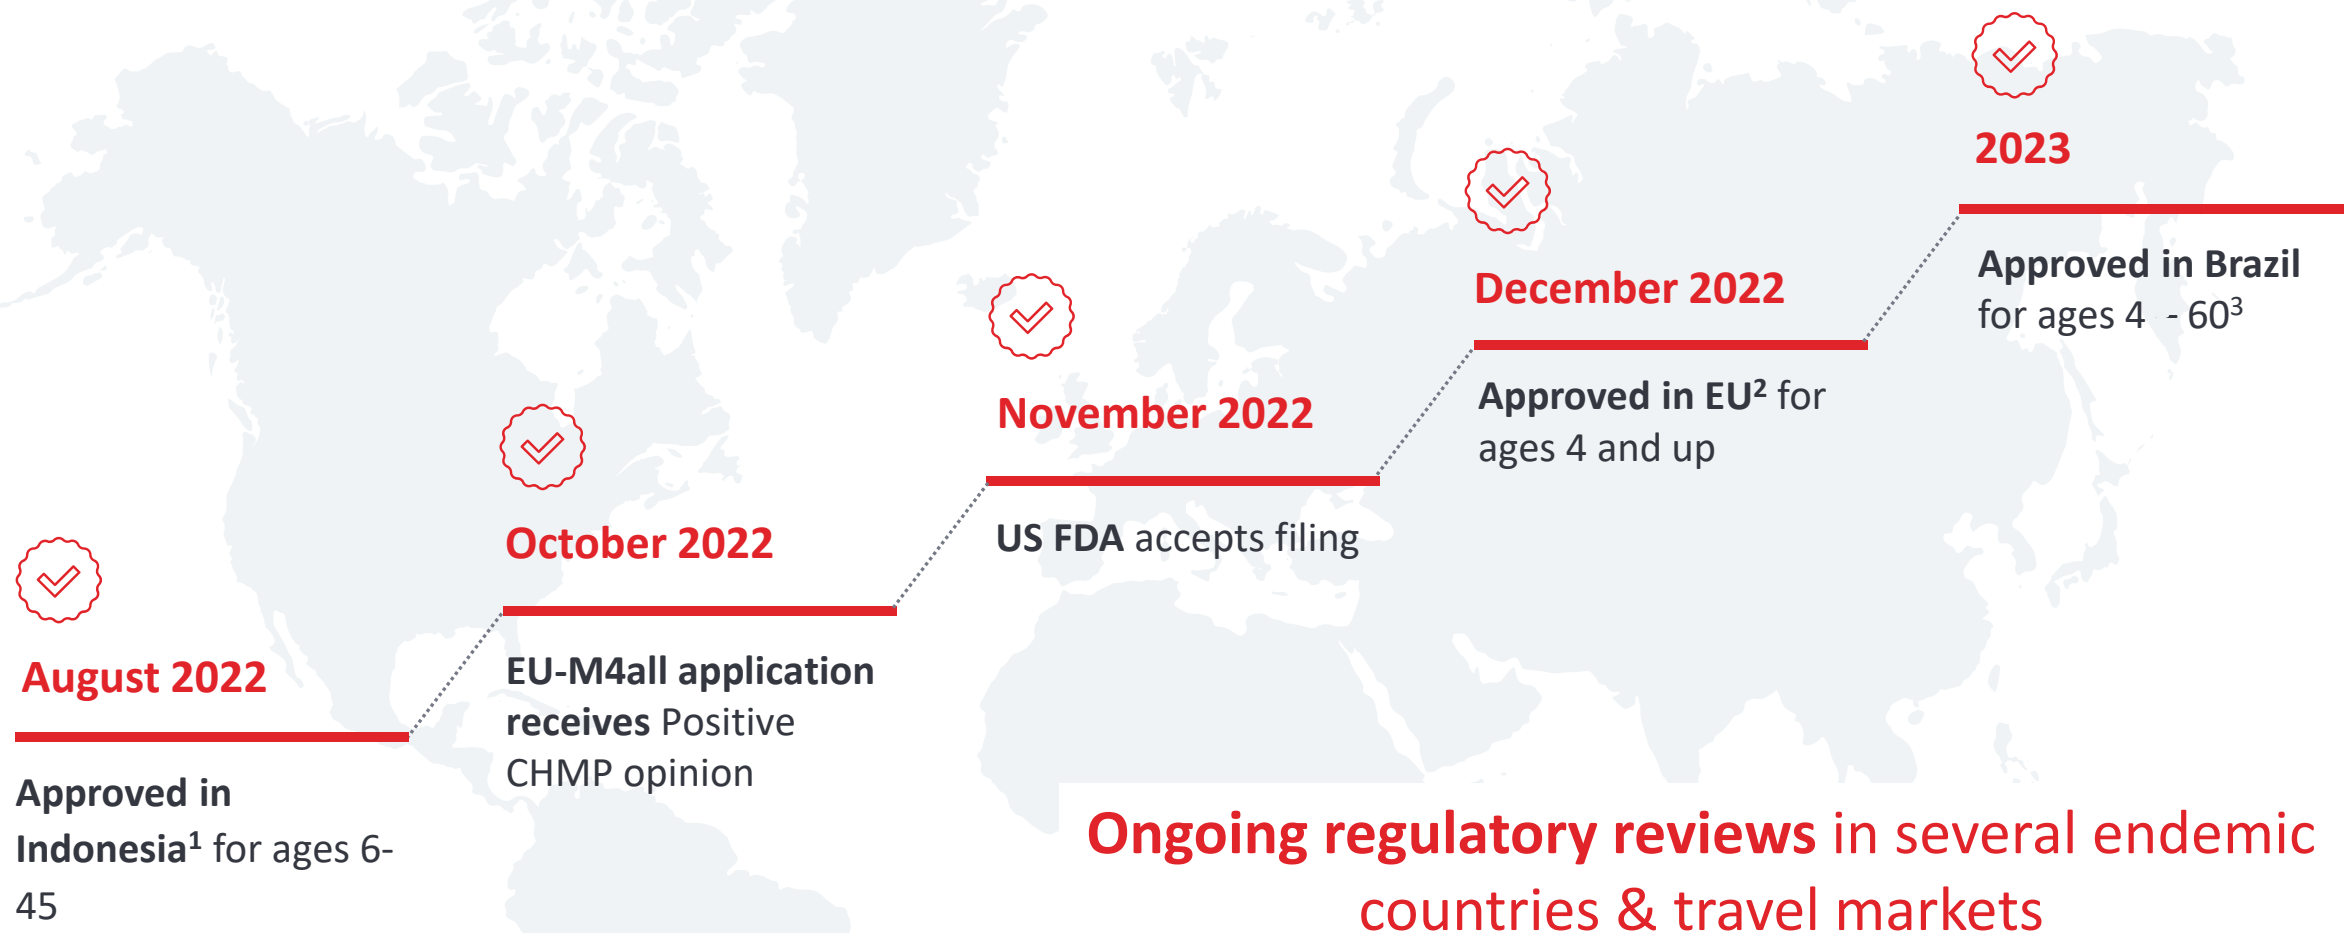 August 2022
Approved in
Indonesia¹ for ages 6-
45
October 2022
EU-M4all application
receives Positive
CHMP opinion
November 2022
US FDA accepts filing
December 2022
Approved in EU² for
ages 4 and up
2023
Approved in Brazil
for ages 4 - 60³
Ongoing regulatory reviews in several endemic
countries & travel markets